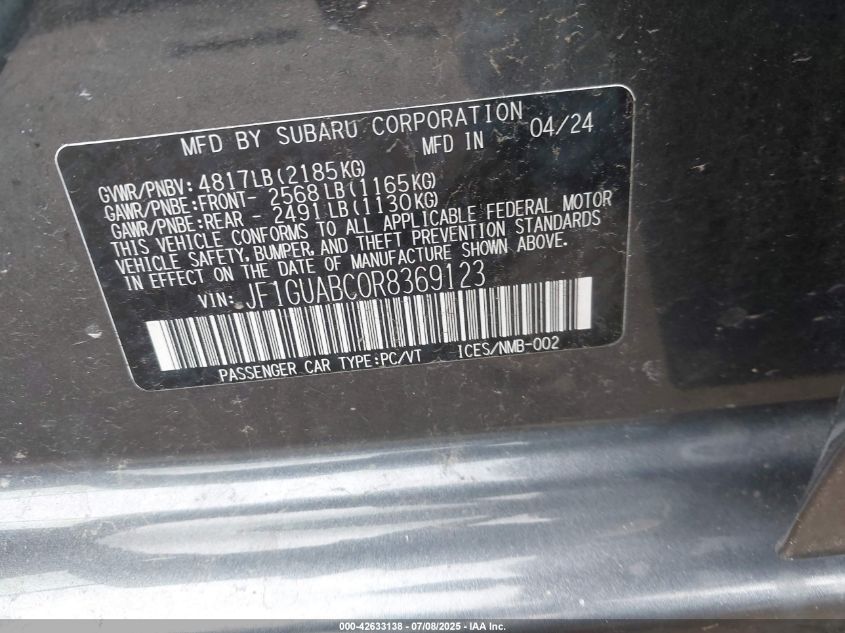 MFD BY SUBARU CORPORATION
MFD IN 04/24
GVWR/PNBV: 4817LB(2185KG)
GAWR/PNBE:FRONT- 2568LB(1165KG)
GAWR/PNBE:REAR - 2491LB(1130KG)
THIS VEHICLE CONFORMS TO ALL APPLICABLE FEDERAL MOTOR
VEHICLE SAFETY, BUMPER, AND THEFT PREVENTION STANDARDS
IN EFFECT ON THE DATE OF MANUFACTURE SHOWN ABOVE.
VIN: JF1GUABC0R8369123
PASSENGER CAR TYPE:PC/VT ICES/NMB-002
000-42633138 - 07/08/2025 - IAA Inc.